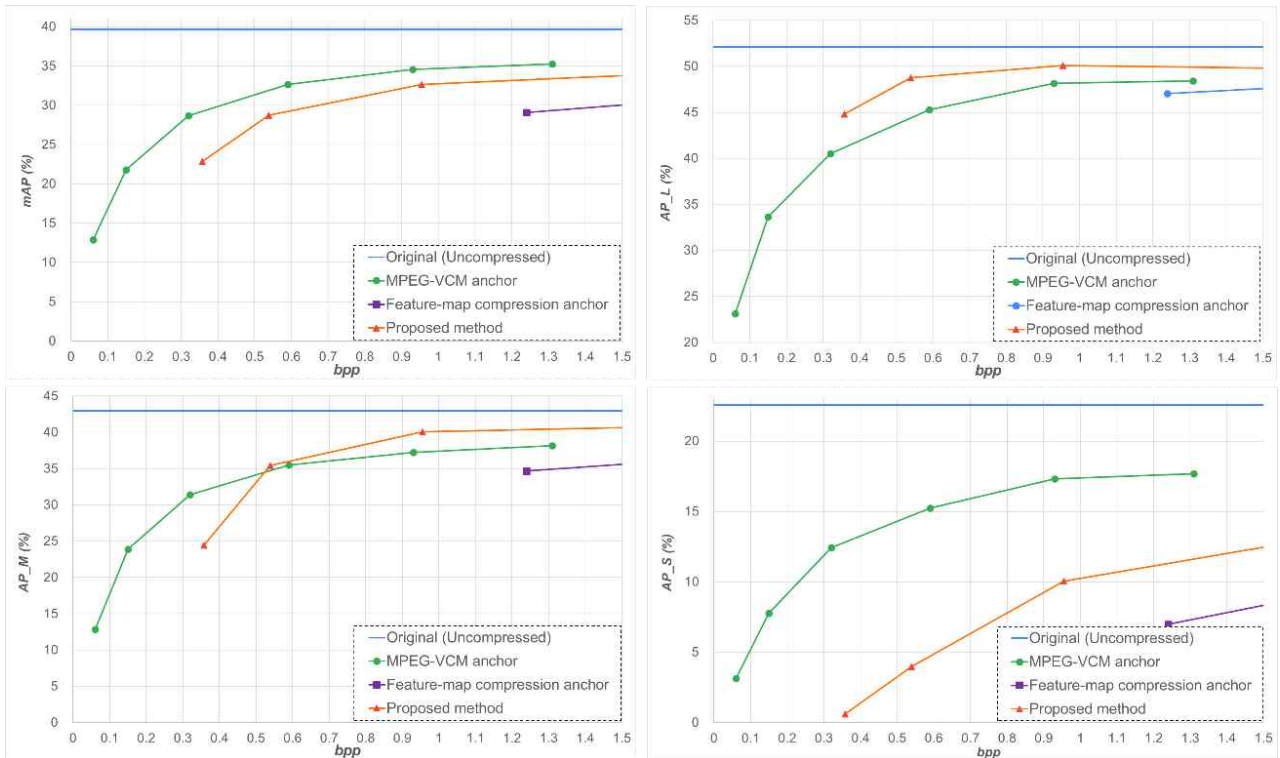 40
35
30
25
20
15
10
5
0
mAP (%)
0 0.1 0.2 0.3 0.4 0.5 0.6 0.7 0.8 0.9 1 1.1 1.2 1.3 1.4 1.5
bpp
Original (Uncompressed)
MPEG-VCM anchor
Feature-map compression anchor
Proposed method
55
50
45
40
35
30
25
20
AP_L (%)
0 0.1 0.2 0.3 0.4 0.5 0.6 0.7 0.8 0.9 1 1.1 1.2 1.3 1.4 1.5
bpp
Original (Uncompressed)
MPEG-VCM anchor
Feature-map compression anchor
Proposed method
45
40
35
30
25
20
15
10
5
0
AP_M (%)
0 0.1 0.2 0.3 0.4 0.5 0.6 0.7 0.8 0.9 1 1.1 1.2 1.3 1.4 1.5
bpp
Original (Uncompressed)
MPEG-VCM anchor
Feature-map compression anchor
Proposed method
20
15
10
5
0
AP_S (%)
0 0.1 0.2 0.3 0.4 0.5 0.6 0.7 0.8 0.9 1 1.1 1.2 1.3 1.4 1.5
bpp
Original (Uncompressed)
MPEG-VCM anchor
Feature-map compression anchor
Proposed method